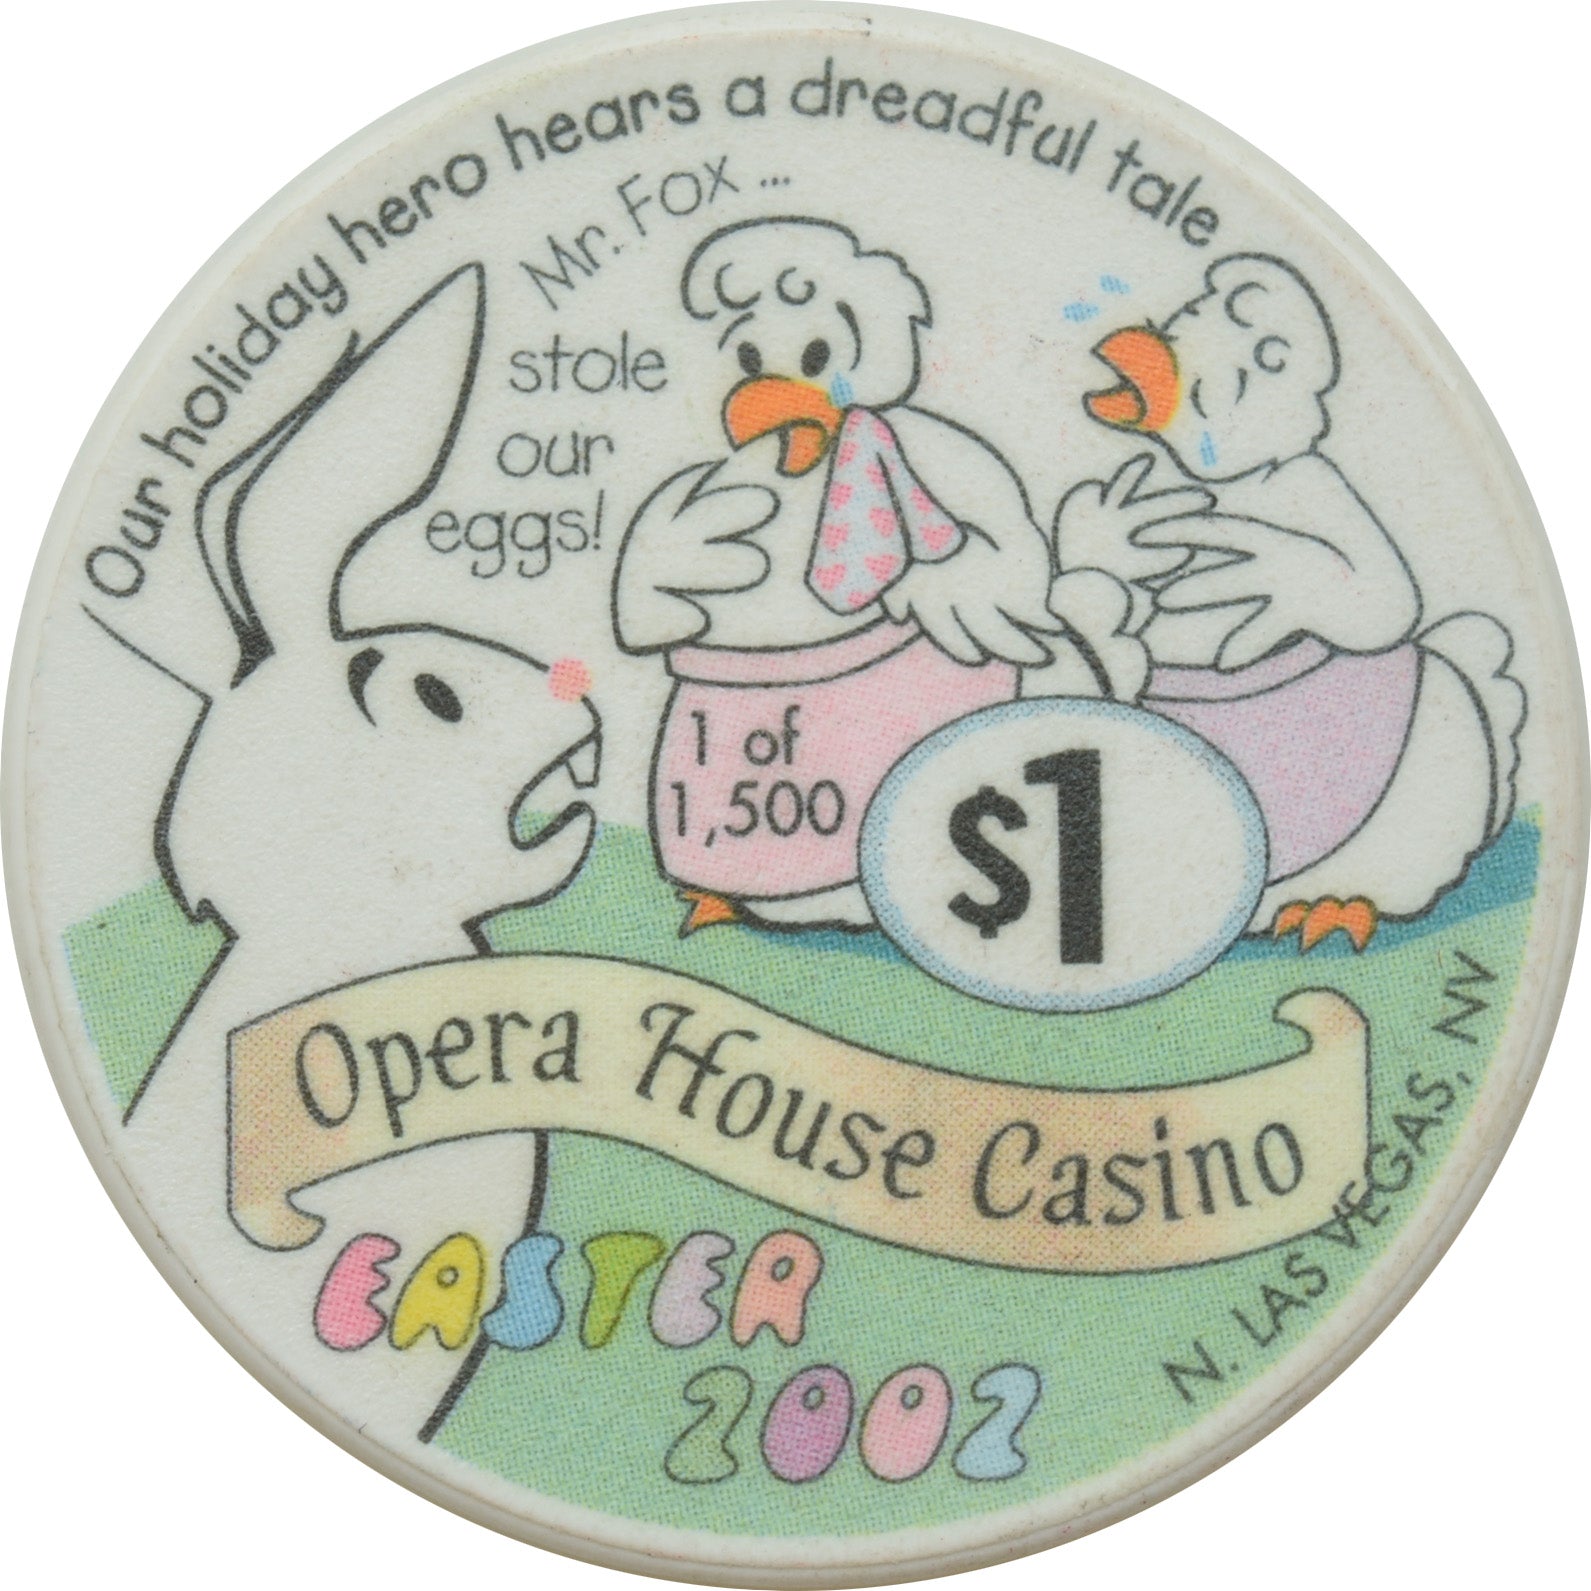 Our holiday hero hears a dreadful tale
Mr. Fox ...
stole
our
eggs!
1 of
1,500
$1
Opera House Casino
EASTER
2002
N. LAS VEGAS, NV